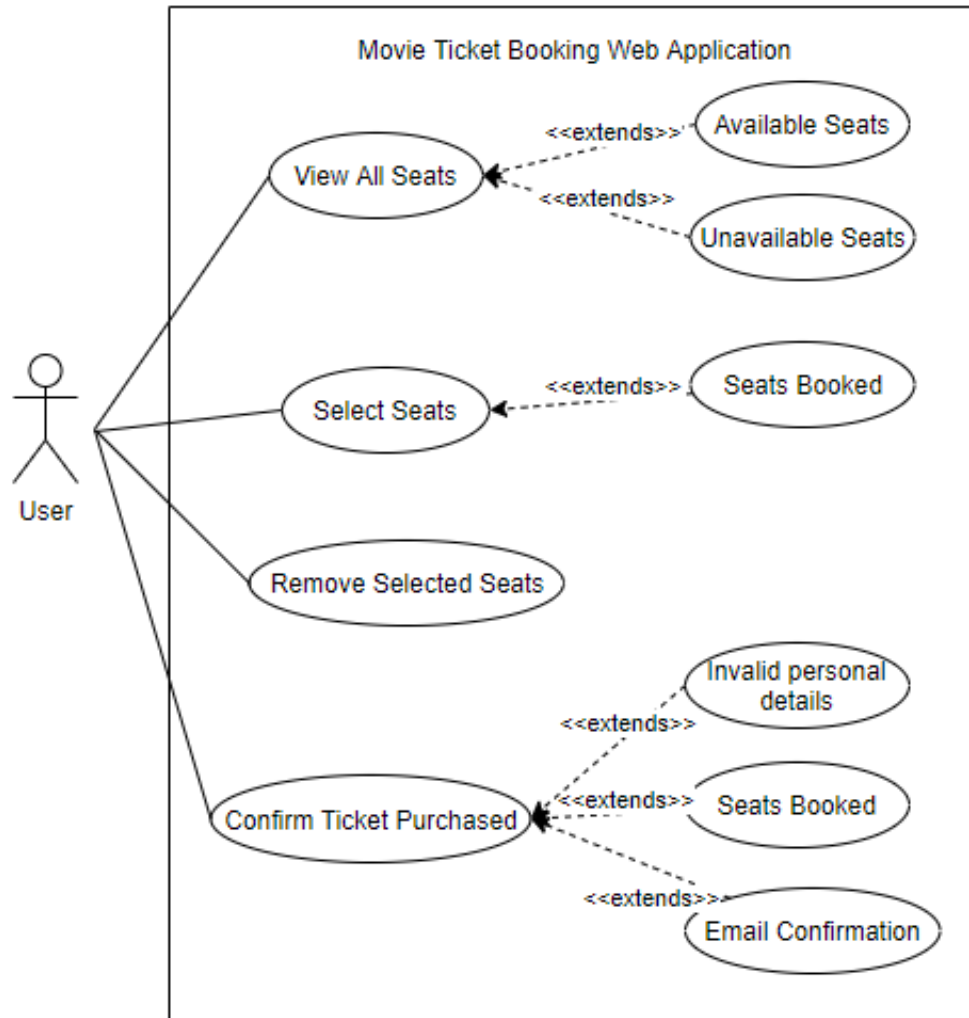 Movie Ticket Booking Web Application
Available Seats
<<extends>>
View All Seats
<<extends>>
Unavailable Seats
Seats Booked
<<extends>>
Select Seats
User
Remove Selected Seats
Invalid personal
details
<<extends>>
Seats Booked
<<extends>>
Confirm Ticket Purchased
<<extends>>
Email Confirmation